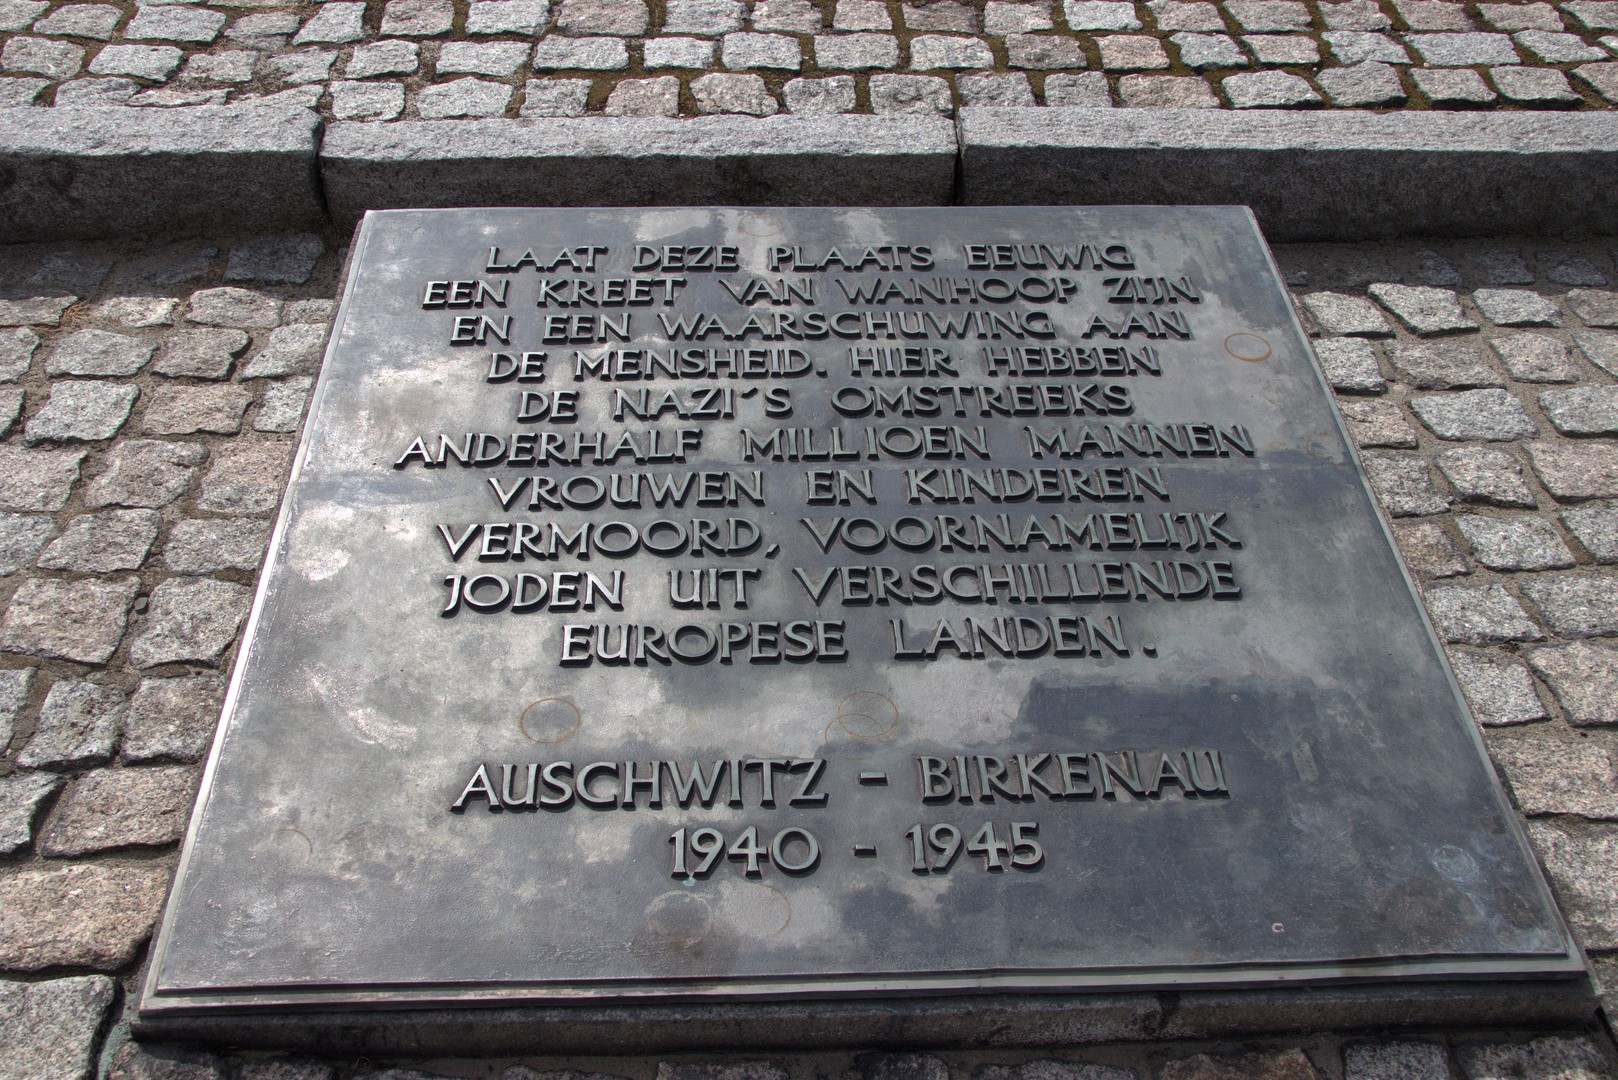 LAAT DEZE PLAATS EEUWIG
EEN KREET VAN WANHOOP ZIJN
EN EEN WAARSCHUWING AAN
DE MENSHEID. HIER HEBBEN
DE NAZI´S OMSTREEKS
ANDERHALF MILLIOEN MANNEN
VROUWEN EN KINDEREN
VERMOORD, VOORNAMELIJK
JODEN UIT VERSCHILLENDE
EUROPESE LANDEN.
AUSCHWITZ - BIRKENAU
1940 - 1945